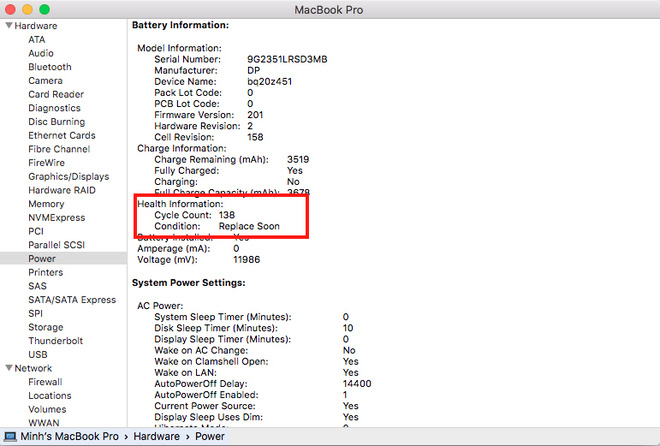 MacBook Pro
Hardware
ATA
Audio
Bluetooth
Camera
Card Reader
Diagnostics
Disc Burning
Ethernet Cards
Fibre Channel
FireWire
Graphics/Displays
Hardware RAID
Memory
NVMExpress
PCI
Parallel SCSI
Power
Printers
SAS
SATA/SATA Express
SPI
Storage
Thunderbolt
USB
Network
Firewall
Locations
Volumes
WWAN
Battery Information:
Model Information:
Serial Number: 9G2351LRSD3MB
Manufacturer: DP
Device Name: bq20z451
Pack Lot Code: 0
PCB Lot Code: 0
Firmware Version: 201
Hardware Revision: 2
Cell Revision: 158
Charge Information:
Charge Remaining (mAh): 3519
Fully Charged: Yes
Charging: No
Full Charge Capacity (mAh): 3678
Health Information:
Cycle Count: 138
Condition: Replace Soon
Battery Installed: Yes
Amperage (mA): 0
Voltage (mV): 11986
System Power Settings:
AC Power:
System Sleep Timer (Minutes): 0
Disk Sleep Timer (Minutes): 10
Display Sleep Timer (Minutes): 0
Wake on AC Change: No
Wake on Clamshell Open: Yes
Wake on LAN: Yes
AutoPowerOff Delay: 14400
AutoPowerOff Enabled: 1
Current Power Source: Yes
Display Sleep Uses Dim: Yes
Hibernate Mode: 0
Minh's MacBook Pro › Hardware › Power